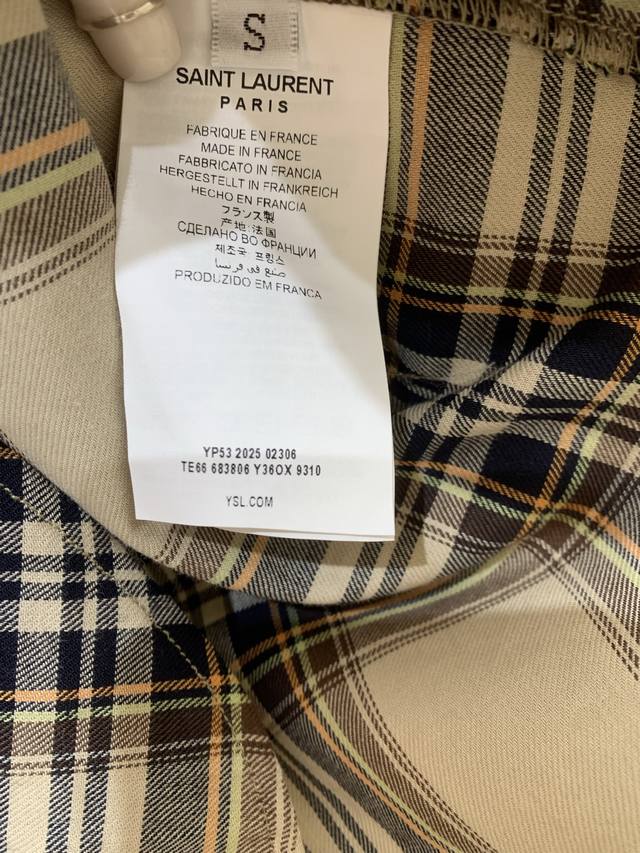 S
SAINT LAURENT
PARIS
FABRIQUE EN FRANCE
MADE IN FRANCE
FABBRICATO IN FRANCIA
HERGESTELLT IN FRANKREICH
HECHO EN FRANCIA
フランス製
产地:法国
СДЕЛАНО ВО ФРАНЦИИ
제조국 프랑스
صنع في فرنسا
PRODUZIDO EM FRANCA
YP53 2025 02306
TE66 683806 Y36OX 9310
YSL.COM